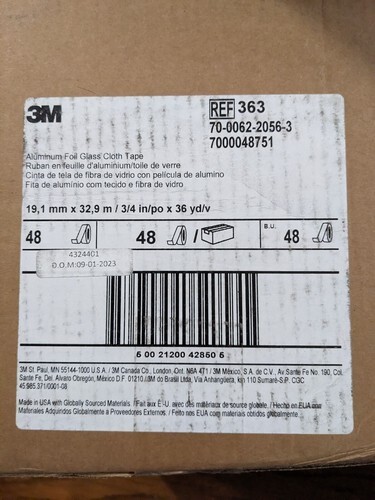 3M
REF 363
70-0062-2056-3
7000048751
Aluminum Foil Glass Cloth Tape
Ruban en feuille d'aluminium/toile de verre
Cinta de tela de fibra de vidrio con película de alumino
Fita de alumínio com tecido e fibra de vidro
19,1 mm x 32,9 m / 3/4 in/po x 36 yd/v
48
48 /
B.U. 48
4324401
D.O.M:09-01-2023
5 00 21200 42850 5
3M St. Paul, MN 55144-1000 U.S.A. / 3M Canada Co., London, Ont. N6A 4T1 / 3M México, S.A. de C.V., Av Sante Fe No. 190, Col.
Sante Fe, Del. Alvaro Obregon, México D.F. 01210./3M do Brasil Ltda, Via Anhanguera, km 110 Sumaré-S.P. CGC
45.985.371/0001-08
Made in USA with Globally Sourced Materials. / Fait aux É.-U. avec des matériaux de source globale. / Hecho en EUA con
Materiales Adquiridos Globalmente a Proveedores Externos. / Feito nos EUA com materiais obtidos globalmente.